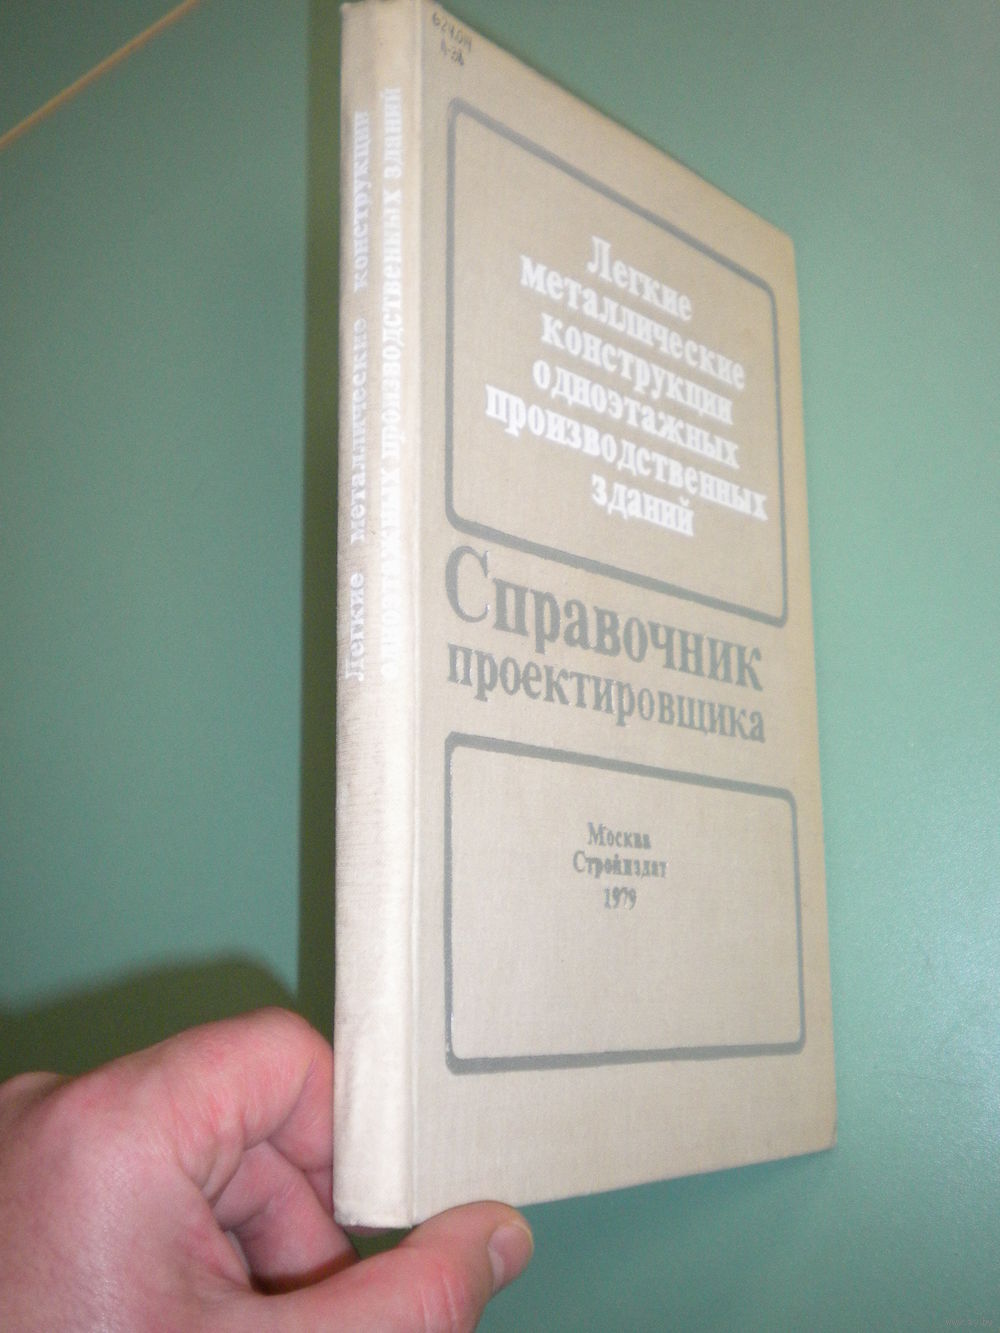 Легкие металлические конструкции
одноэтажных производственных зданий
Легкие
металлические
конструкции
одноэтажных
производственных
зданий
Справочник
проектировщика
Москва
Стройиздат
1979